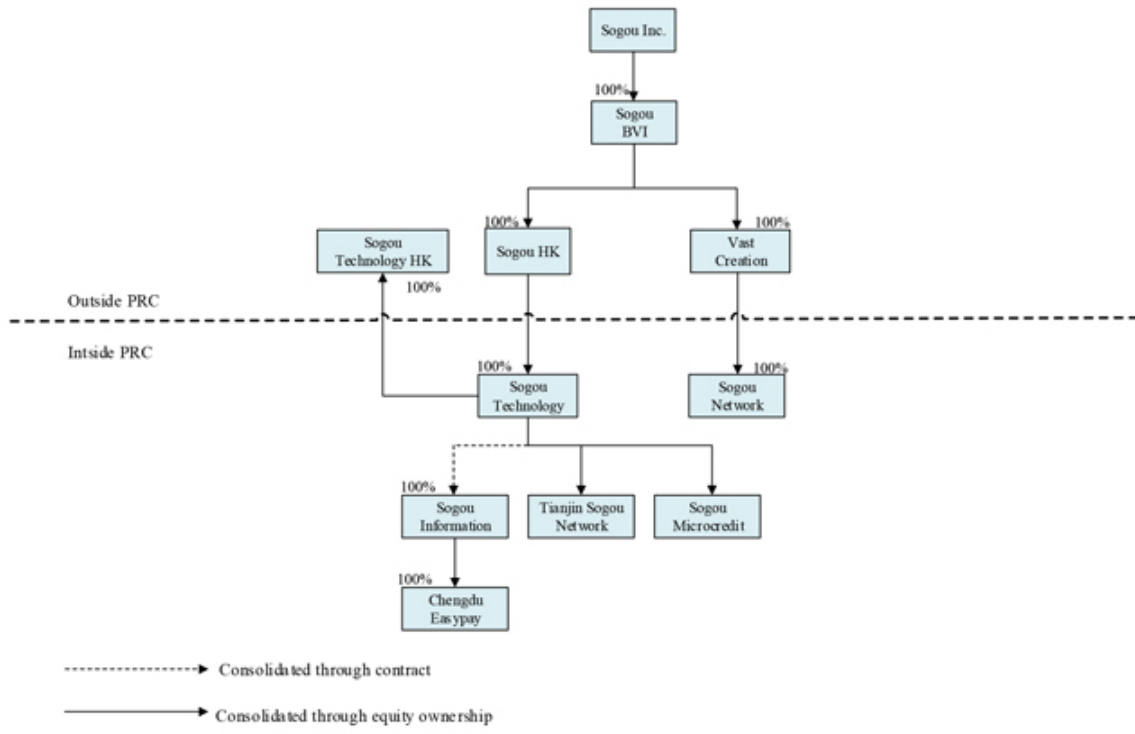 Sogou Inc.
100%
Sogou
BVI
100%
100%
Sogou
Technology HK
Sogou HK
Vast
Creation
100%
Outside PRC
Intside PRC
100%
100%
Sogou
Technology
Sogou
Network
100%
Sogou
Information
Tianjin Sogou
Network
Sogou
Microcredit
100%
Chengdu
Easypay
Consolidated through contract
Consolidated through equity ownership